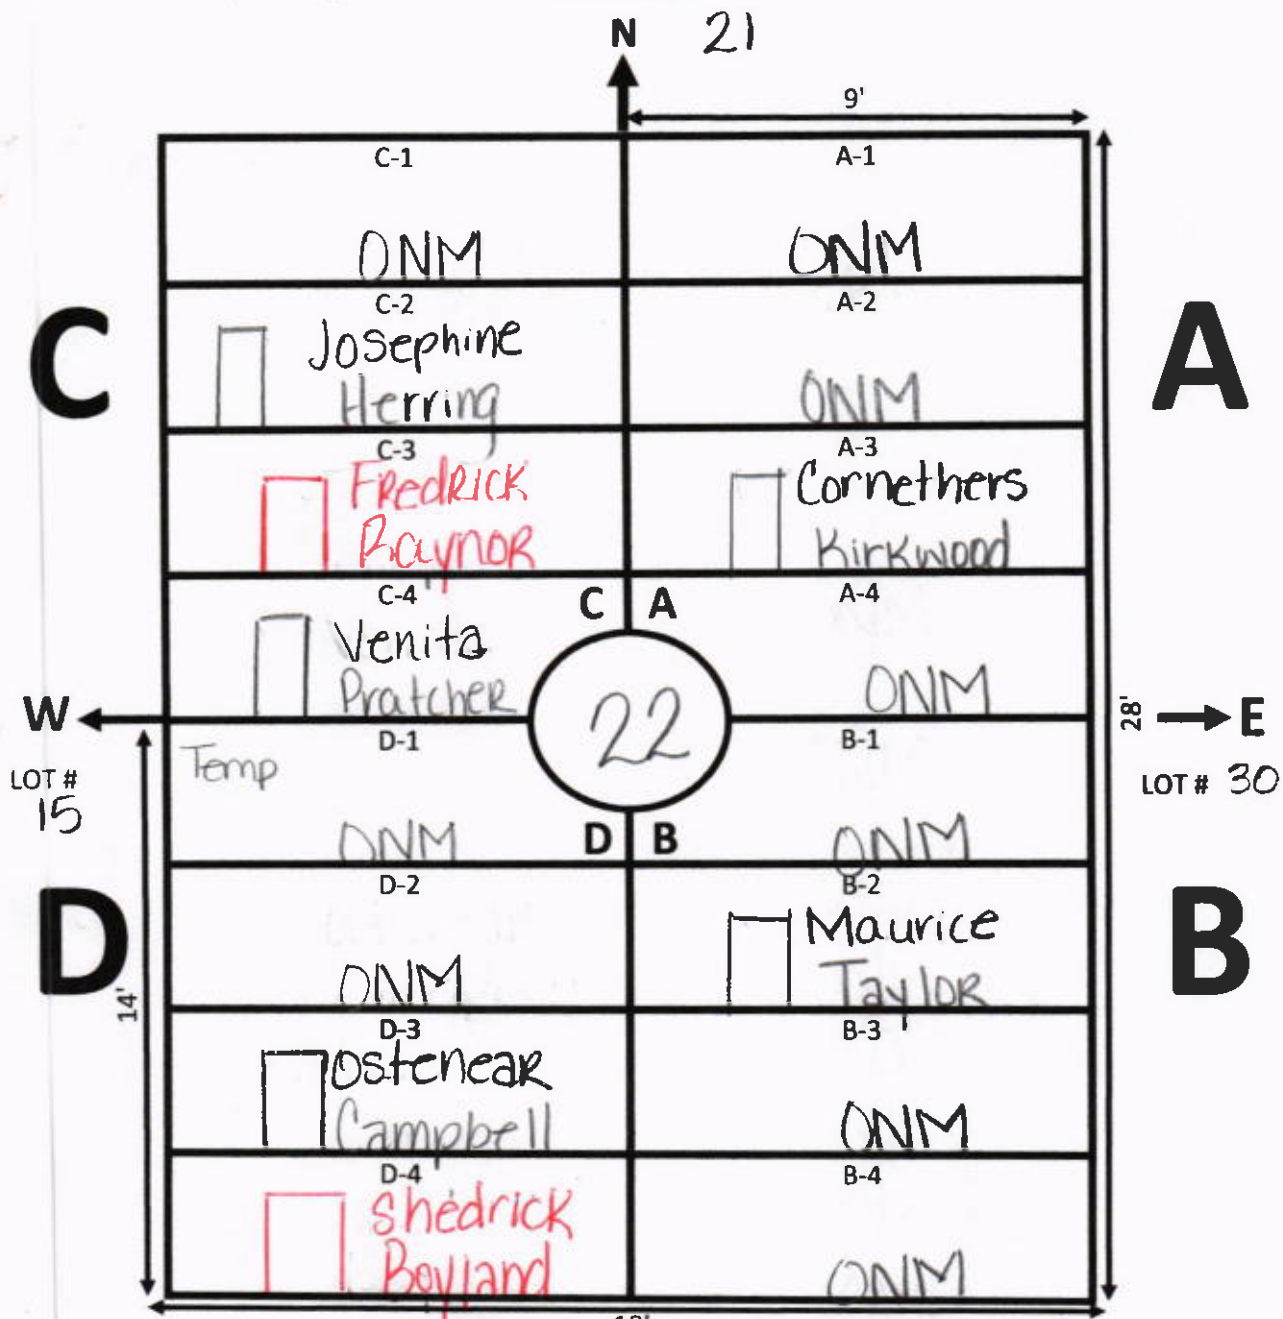 N 21
9'
C-1 A-1
ONM ONM
C-2 A-2
C Josephine A
Herring ONM
C-3 A-3
FRedRICK Cornethers
RaynoR Kirkwood
C-4 C A A-4
Venita
Pratcher ONM
W 22 28' E
D-1 B-1
Temp
LOT # LOT # 30
15
ONM D B ONM
D-2 B-2
D Maurice B
ONM TayloR
14'
D-3 B-3
OsteneaR
Campbell ONM
D-4 B-4
Shedrick
Boyland ONM